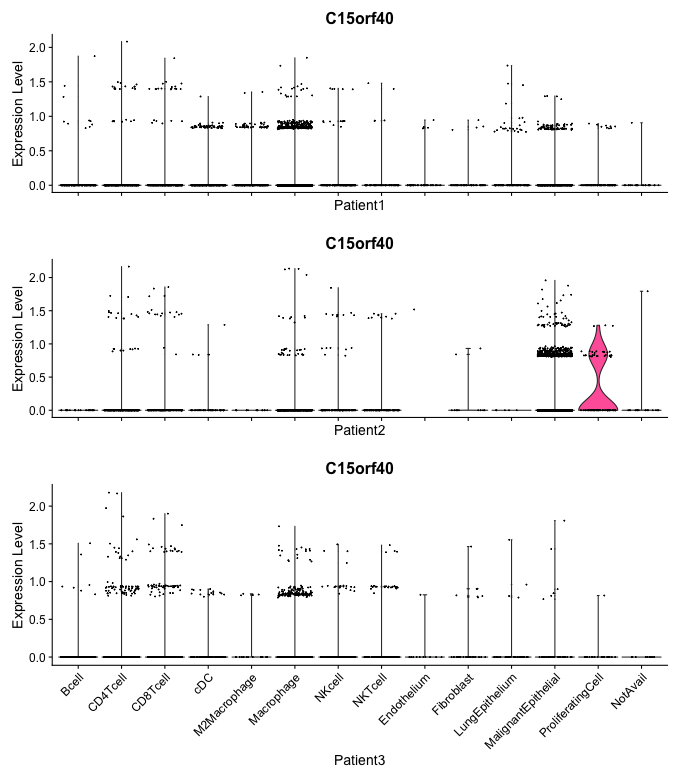 C15orf40
Expression Level
2.0
1.5
1.0
0.5
0.0
Patient1
C15orf40
Expression Level
2.0
1.5
1.0
0.5
0.0
Patient2
C15orf40
Expression Level
2.0
1.5
1.0
0.5
0.0
Bcell
CD4Tcell
CD8Tcell
cDC
M2Macrophage
Macrophage
NKcell
NKTcell
Endothelium
Fibroblast
LungEpithelium
MalignantEpithelial
ProliferatingCell
NotAvail
Patient3